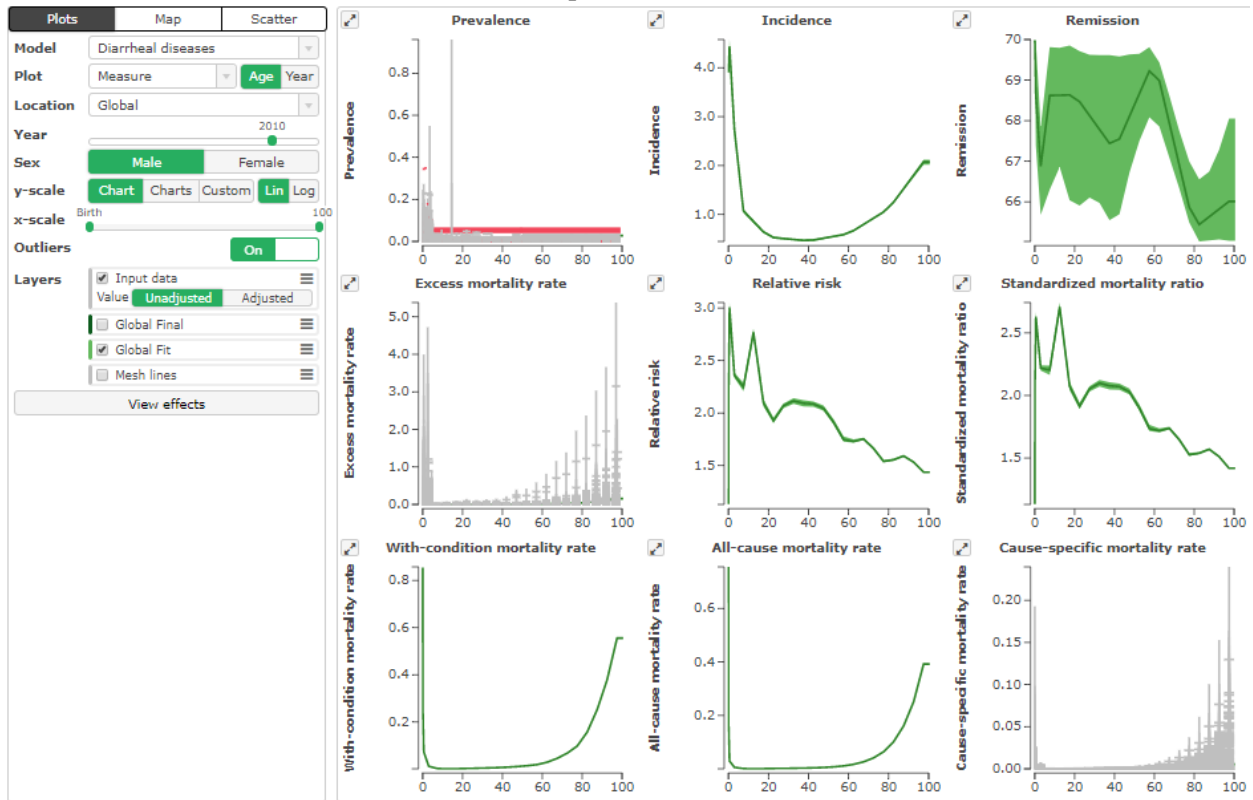 Plots Map Scatter
Model Diarrheal diseases
Plot Measure Age Year
Location Global
Year 2010
Sex Male Female
y-scale Chart Charts Custom Lin Log
x-scale Birth 100
Outliers On
Layers Input data
Value Unadjusted Adjusted
Global Final
Global Fit
Mesh lines
View effects
Prevalence
Prevalence
0.8
0.6
0.4
0.2
0.0
0 20 40 60 80 100
Incidence
Incidence
4.0
3.0
2.0
1.0
0 20 40 60 80 100
Remission
Remission
70
69
68
67
66
0 20 40 60 80 100
Excess mortality rate
Excess mortality rate
5.0
4.0
3.0
2.0
1.0
0.0
0 20 40 60 80 100
Relative risk
Relative risk
3.0
2.5
2.0
1.5
0 20 40 60 80 100
Standardized mortality ratio
Standardized mortality ratio
2.5
2.0
1.5
0 20 40 60 80 100
With-condition mortality rate
With-condition mortality rate
0.8
0.6
0.4
0.2
0 20 40 60 80 100
All-cause mortality rate
All-cause mortality rate
0.6
0.4
0.2
0 20 40 60 80 100
Cause-specific mortality rate
Cause-specific mortality rate
0.20
0.15
0.10
0.05
0.00
0 20 40 60 80 100